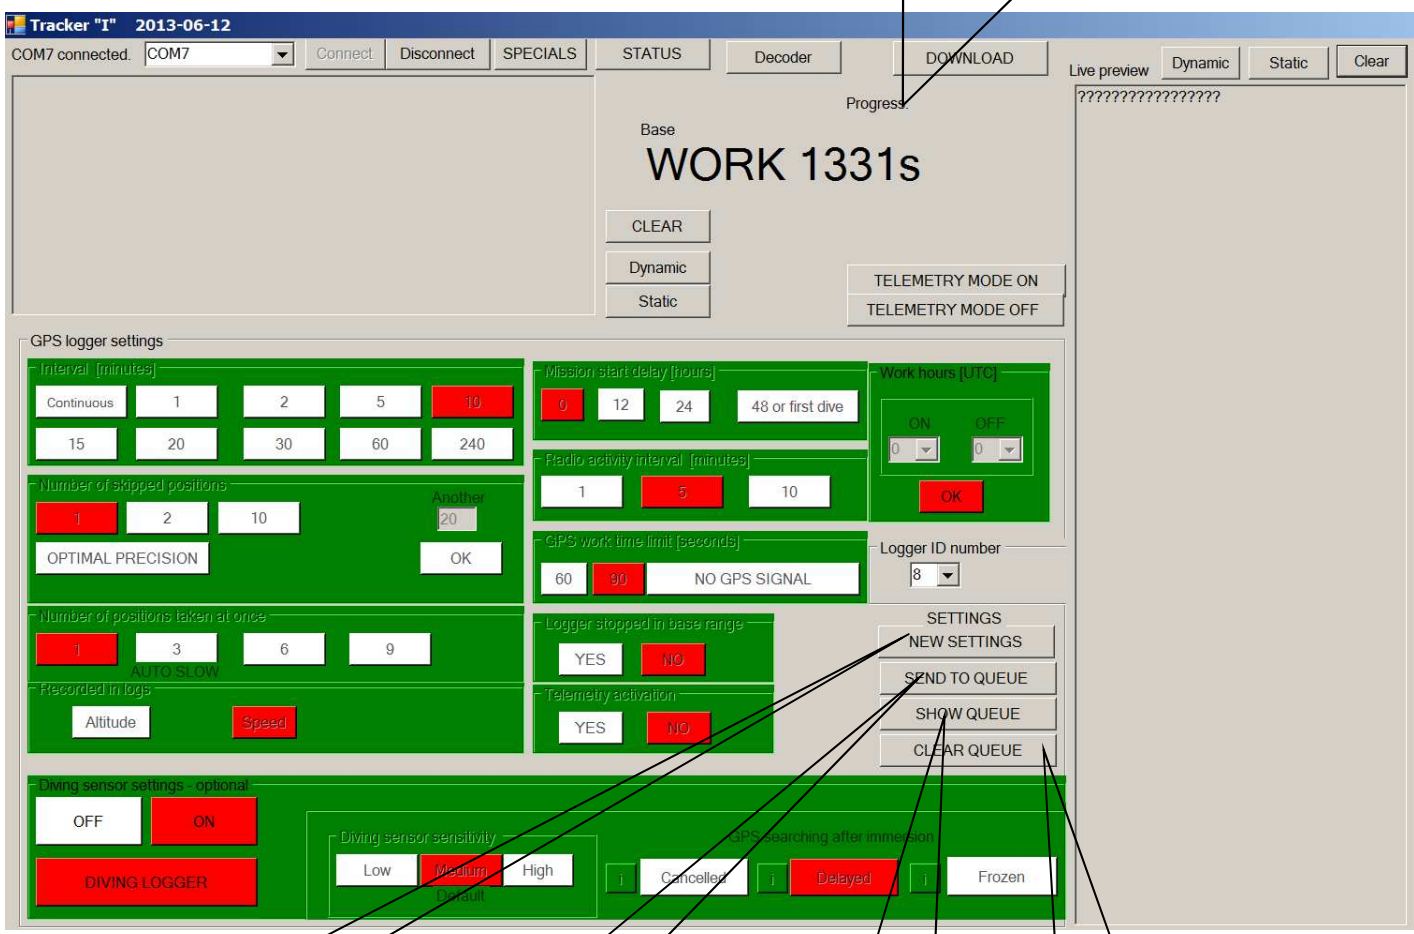 Tracker "I" 2013-06-12
COM7 connected. COM7 Connect Disconnect SPECIALS STATUS Decoder DOWNLOAD
Live preview Dynamic Static Clear
?????????????????
Progress:
Base
WORK 1331s
CLEAR
Dynamic
Static
TELEMETRY MODE ON
TELEMETRY MODE OFF
GPS logger settings
Interval [minutes]
Continuous 1 2 5 10
15 20 30 60 240
Mission start delay [hours]
0 12 24 48 or first dive
Work hours [UTC]
ON OFF
0 0
OK
Radio activity interval [minutes]
1 5 10
Number of skipped positions
Another
1 2 10 20
OPTIMAL PRECISION OK
GPS work time limit [seconds]
60 90 NO GPS SIGNAL
Logger ID number
8
Number of positions taken at once
1 3 6 9
AUTO SLOW
Logger stopped in base range
YES NO
Recorded in logs
Altitude Speed
Telemetry activation
YES NO
SETTINGS
NEW SETTINGS
SEND TO QUEUE
SHOW QUEUE
CLEAR QUEUE
Diving sensor settings - optional
OFF ON
DIVING LOGGER
Diving sensor sensitivity
Low Medium High
Default
GPS searching after immersion
i Cancelled i Delayed i Frozen